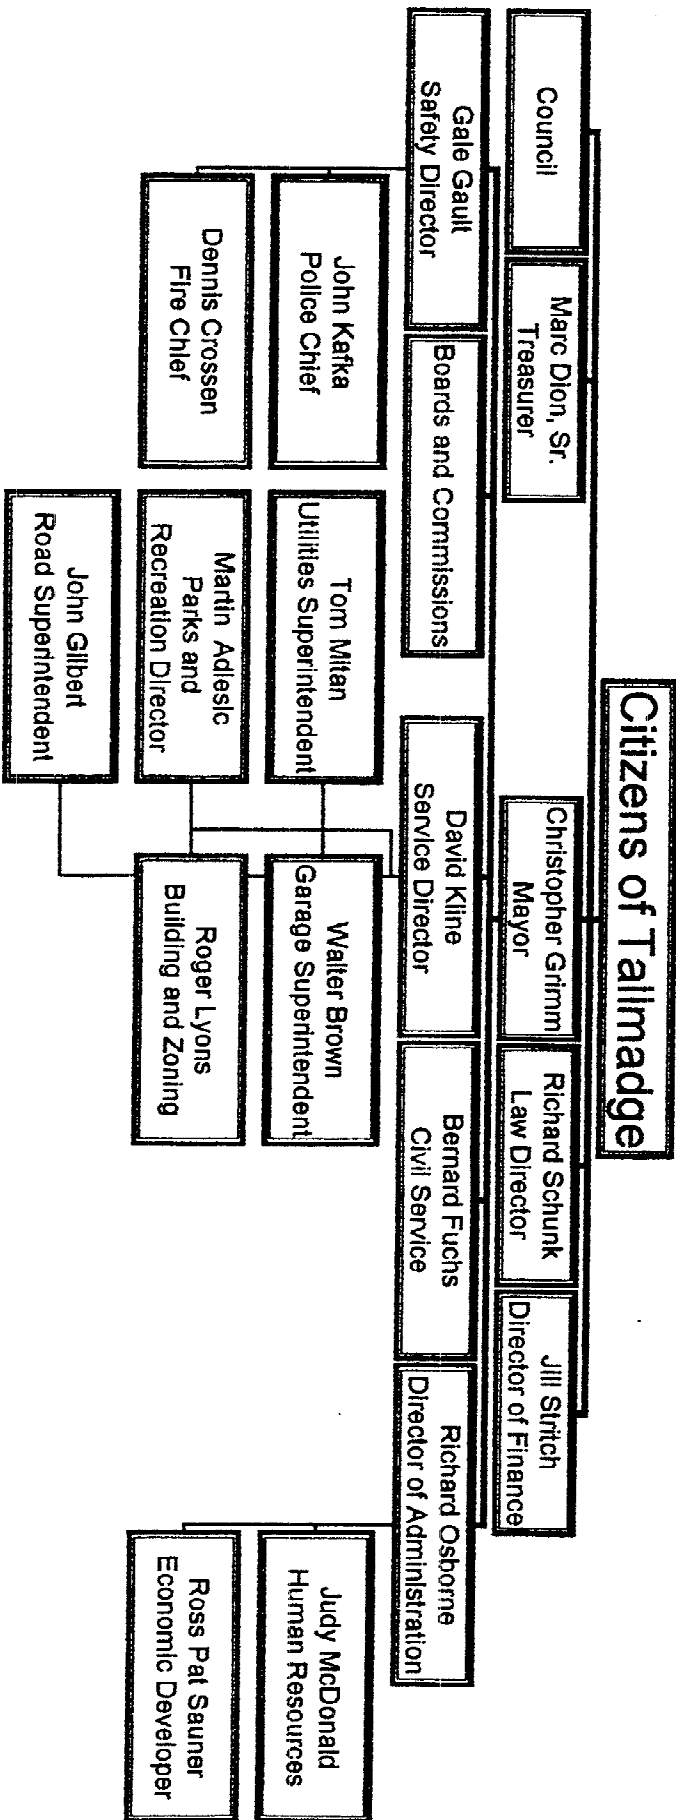 Citizens of Tallmadge
Council
Marc Dion, Sr.
Treasurer
Christopher Grimm
Mayor
Richard Schunk
Law Director
Jill Stritch
Director of Finance
Gale Gault
Safety Director
Boards and Commissions
David Kline
Service Director
Bernard Fuchs
Civil Service
Richard Osborne
Director of Administration
John Kafka
Police Chief
Tom Mitan
Utilities Superintendent
Walter Brown
Garage Superintendent
Judy McDonald
Human Resources
Dennis Crossen
Fire Chief
Martin Adlesic
Parks and
Recreation Director
Roger Lyons
Building and Zoning
Ross Pat Sauner
Economic Developer
John Gilbert
Road Superintendent